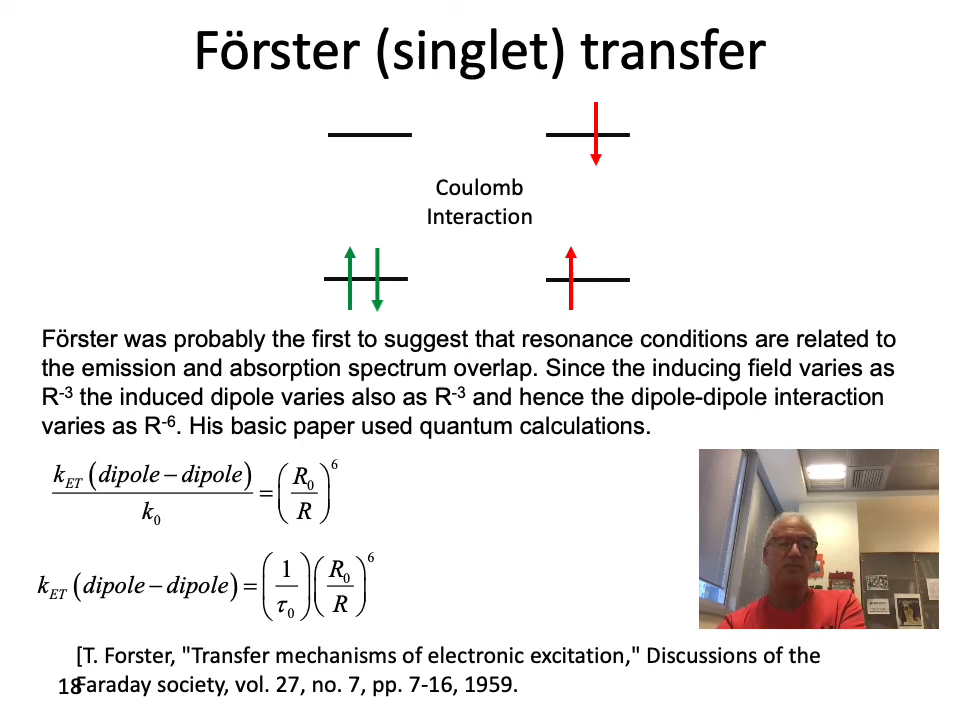 Förster (singlet) transfer
Coulomb
Interaction
Förster was probably the first to suggest that resonance conditions are related to
the emission and absorption spectrum overlap. Since the inducing field varies as
R⁻³ the induced dipole varies also as R⁻³ and hence the dipole-dipole interaction
varies as R⁻⁶. His basic paper used quantum calculations.
k_ET (dipole − dipole) / k_0 = (R_0 / R)^6
k_ET (dipole − dipole) = (1 / τ_0) (R_0 / R)^6
[T. Forster, "Transfer mechanisms of electronic excitation," Discussions of the
Faraday society, vol. 27, no. 7, pp. 7-16, 1959.
18